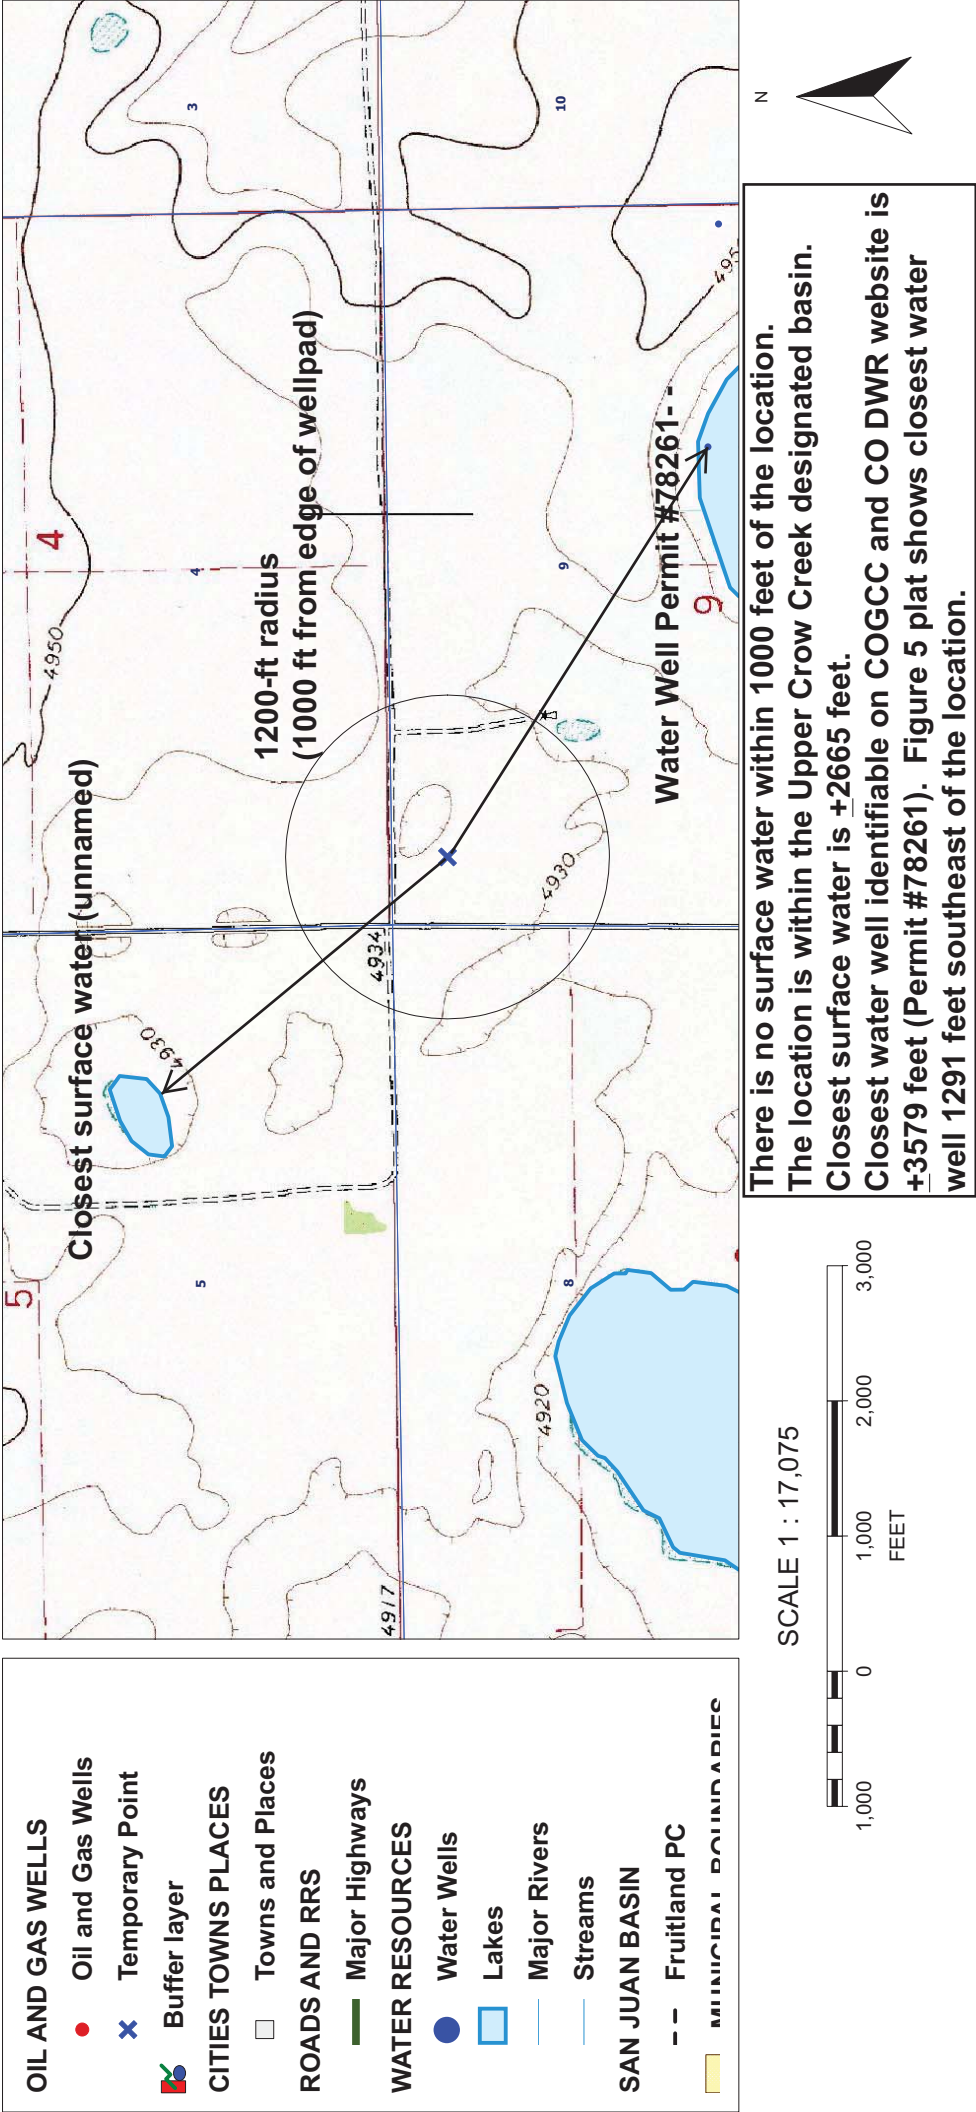 OIL AND GAS WELLS
Oil and Gas Wells
Temporary Point
Buffer layer
CITIES TOWNS PLACES
Towns and Places
ROADS AND RRS
Major Highways
WATER RESOURCES
Water Wells
Lakes
Major Rivers
Streams
SAN JUAN BASIN
Fruitland PC
MUNICIPAL BOUNDARIES
5
4
4950
3
Closest surface water (unnamed)
4930
5
4
1200-ft radius
(1000 ft from edge of wellpad)
4917
4934
4920
4930
8
9
10
Water Well Permit #78261- -
9
495
SCALE 1 : 17,075
1,000
0
1,000
2,000
3,000
FEET
N
There is no surface water within 1000 feet of the location.
The location is within the Upper Crow Creek designated basin.
Closest surface water is ±2665 feet.
Closest water well identifiable on COGCC and CO DWR website is
±3579 feet (Permit #78261).  Figure 5 plat shows closest water
well 1291 feet southeast of the location.